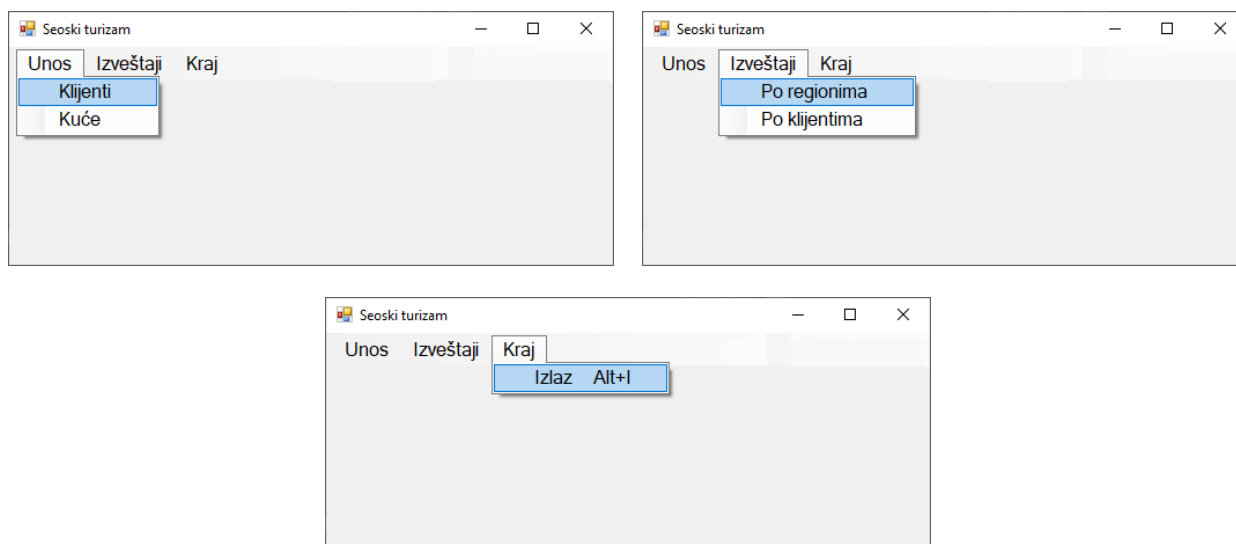 Seoski turizam
Unos Izveštaji Kraj
Klijenti
Kuće
Seoski turizam
Unos Izveštaji Kraj
Po regionima
Po klijentima
Seoski turizam
Unos Izveštaji Kraj
Izlaz Alt+I